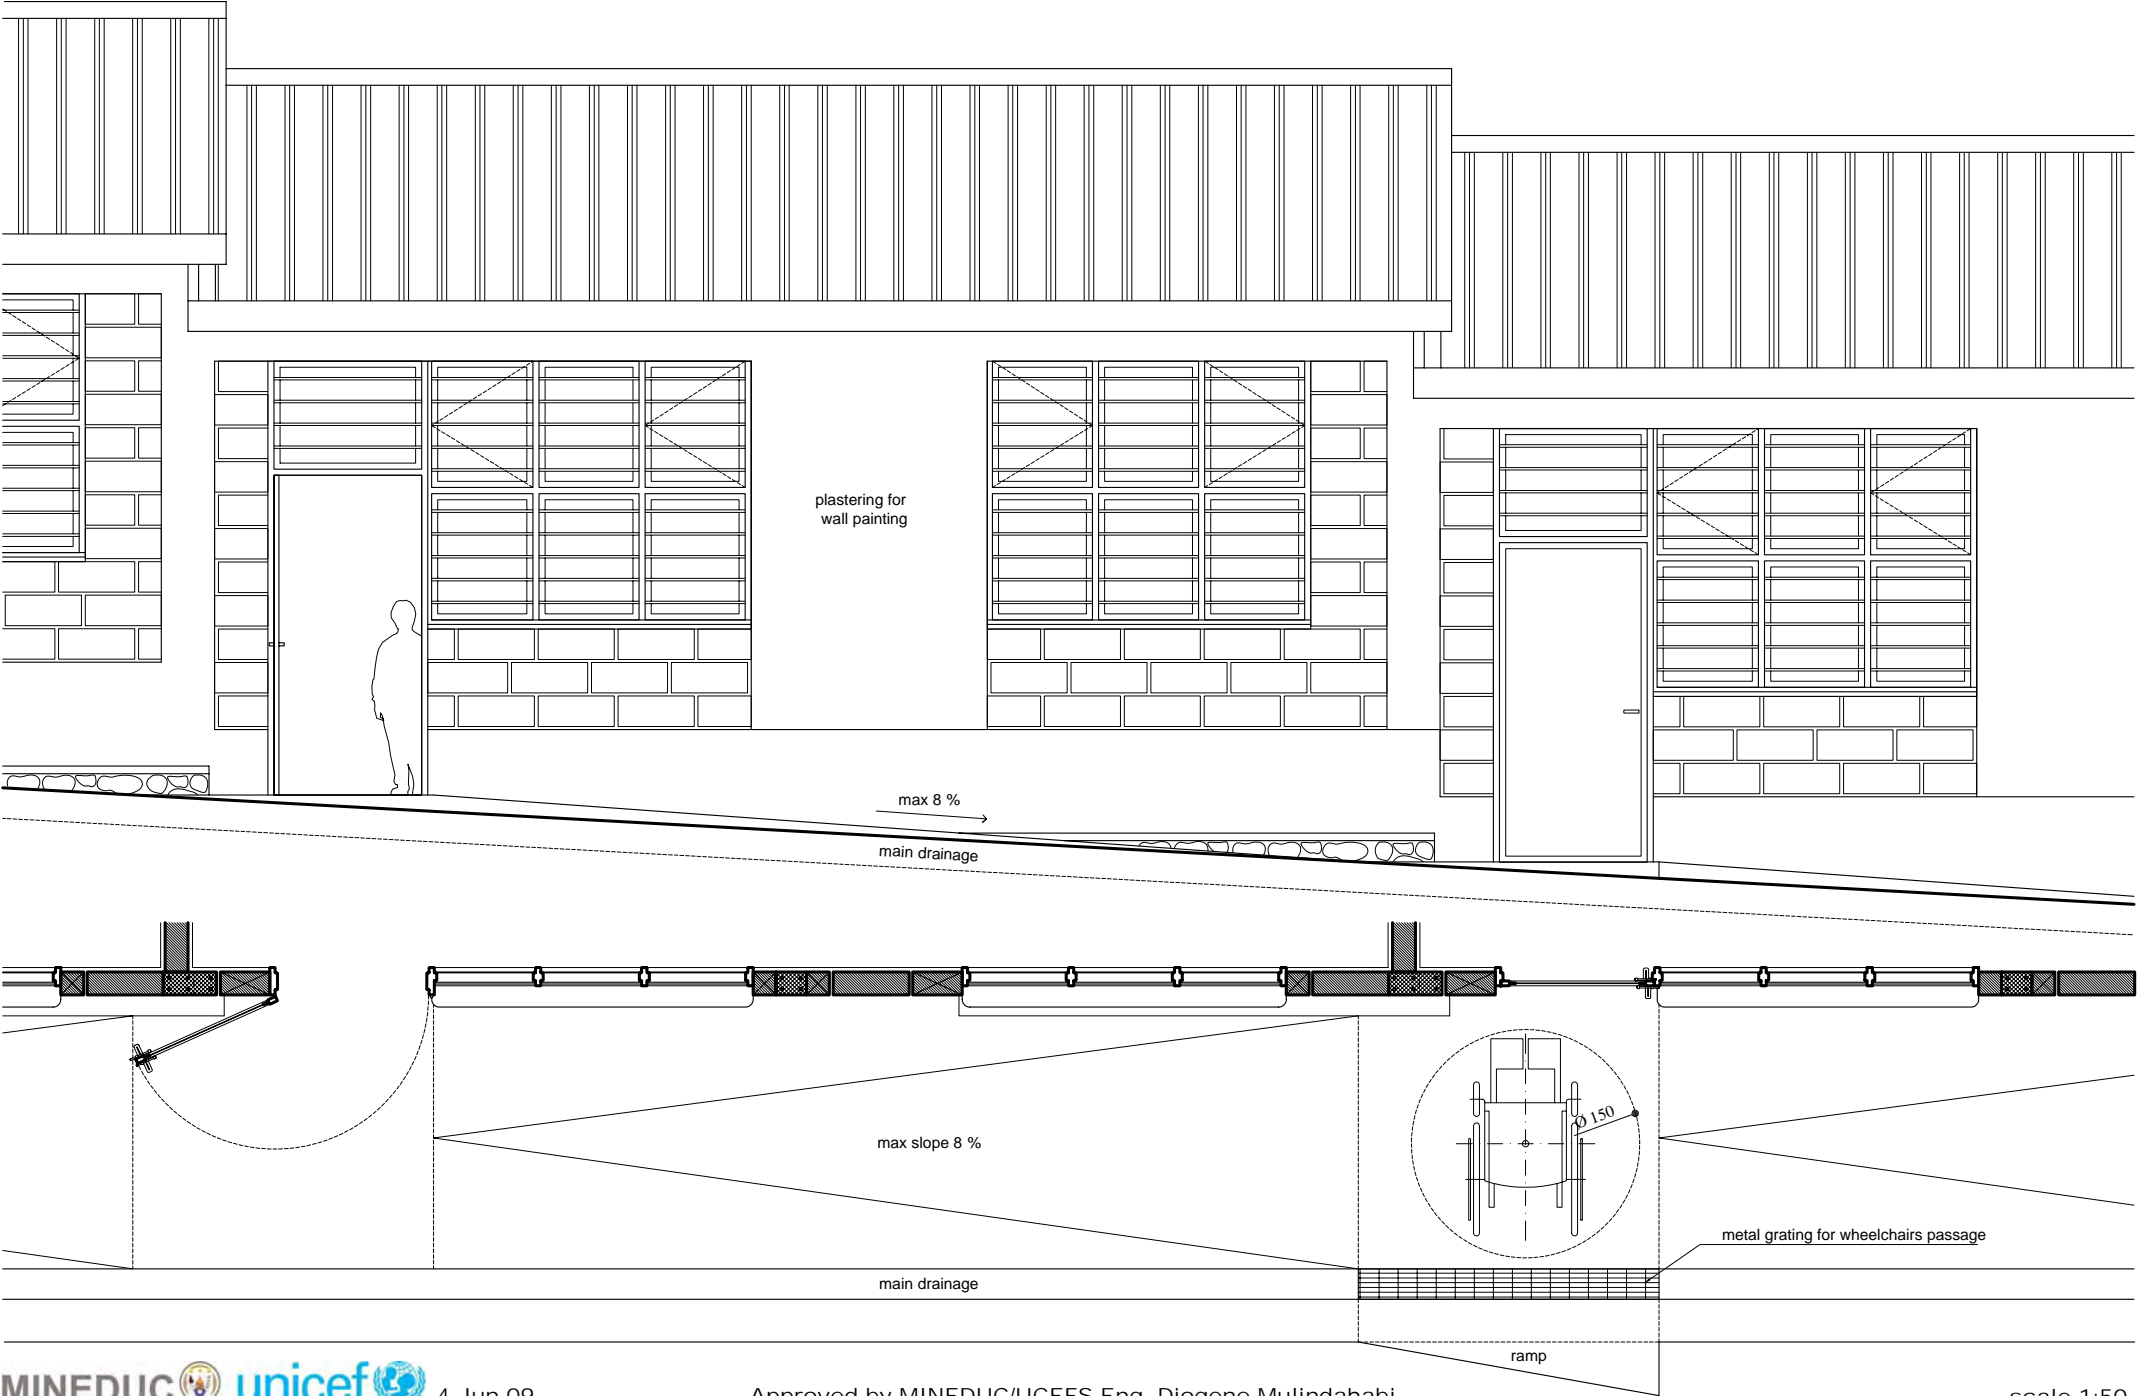 plastering for
wall painting
max 8 %
main drainage
max slope 8 %
Ø 150
metal grating for wheelchairs passage
main drainage
ramp
MINEDUC unicef 4 Jun 09 Approved by MINEDUC/UCEFS Eng. Diogene Mulindahabi scale 1:50